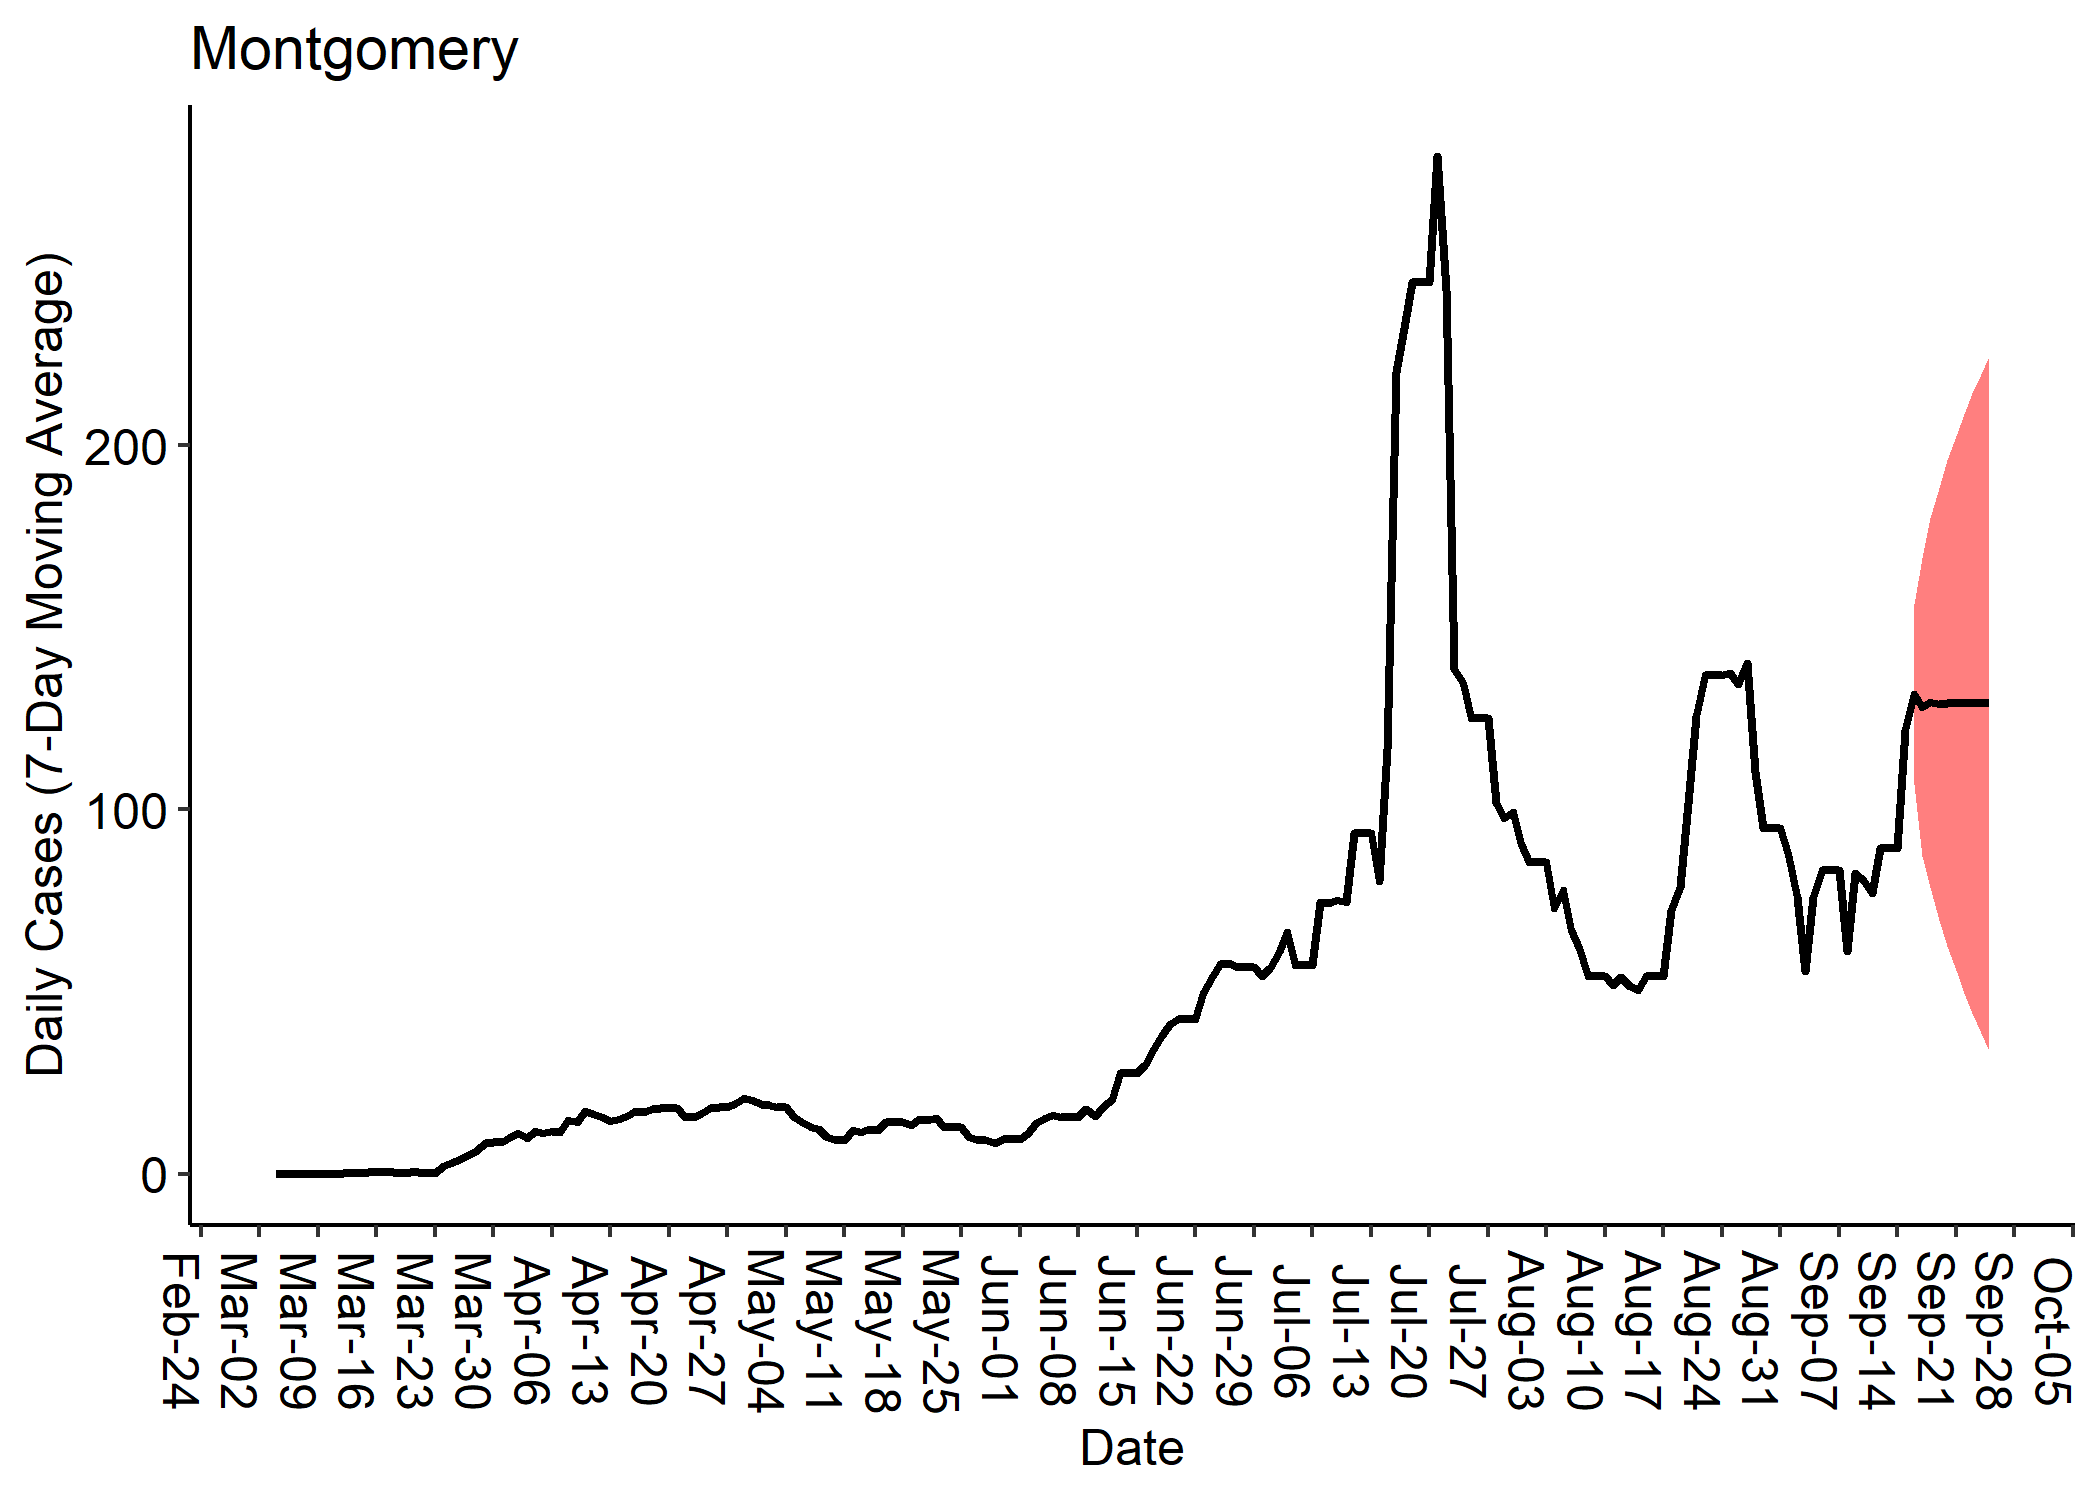 Montgomery
Daily Cases (7-Day Moving Average)
200
100
0
Feb-24
Mar-02
Mar-09
Mar-16
Mar-23
Mar-30
Apr-06
Apr-13
Apr-20
Apr-27
May-04
May-11
May-18
May-25
Jun-01
Jun-08
Jun-15
Jun-22
Jun-29
Jul-06
Jul-13
Jul-20
Jul-27
Aug-03
Aug-10
Aug-17
Aug-24
Aug-31
Sep-07
Sep-14
Sep-21
Sep-28
Oct-05
Date